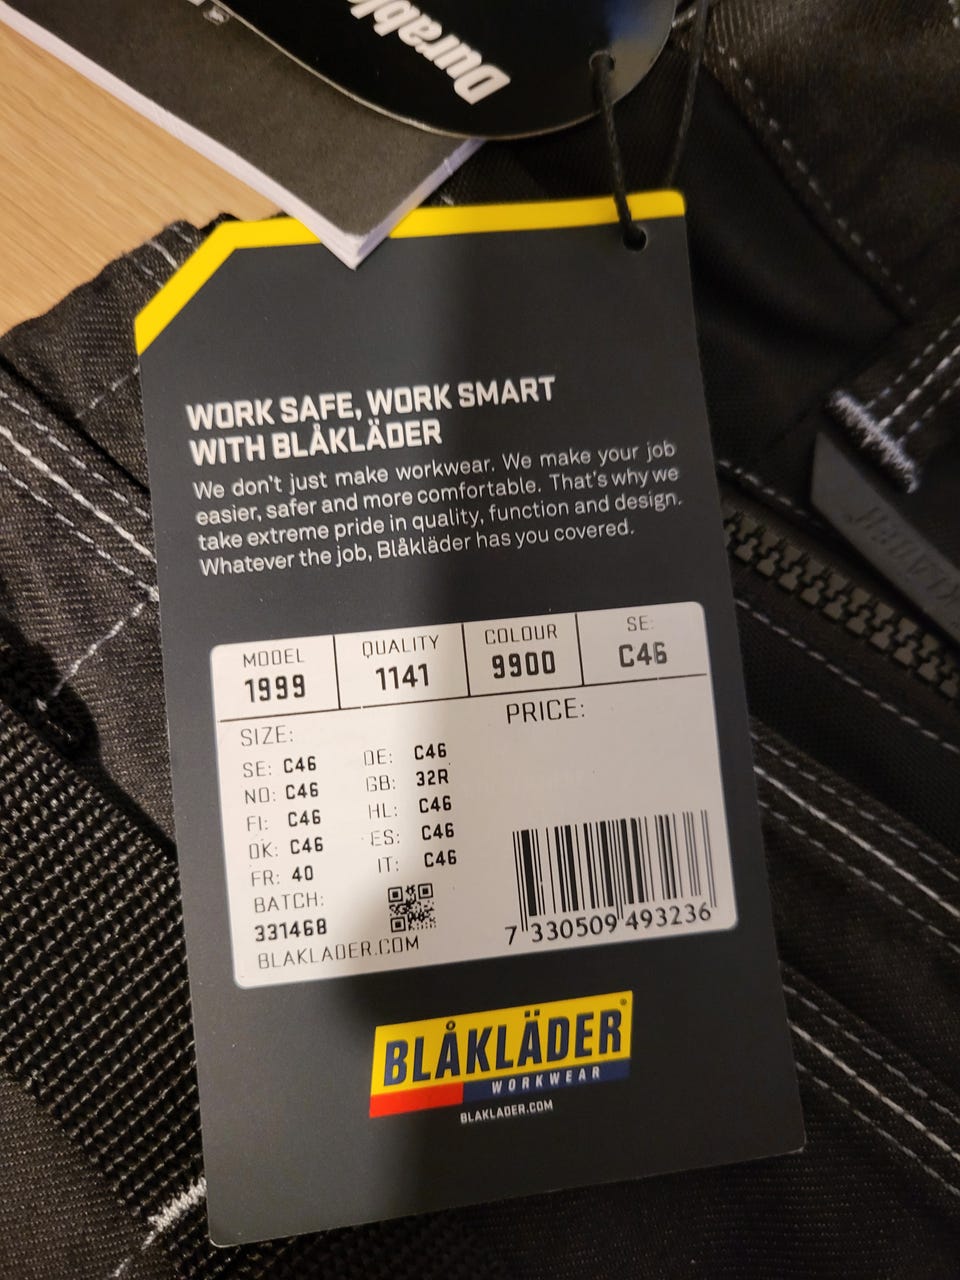 Durabl
WORK SAFE, WORK SMART
WITH BLÅKLÄDER
We don't just make workwear. We make your job
easier, safer and more comfortable. That's why we
take extreme pride in quality, function and design.
Whatever the job, Blåkläder has you covered.
MODEL QUALITY COLOUR SE:
1999 1141 9900 C46
SIZE: PRICE:
SE: C46 DE: C46
NO: C46 GB: 32R
FI: C46 HL: C46
DK: C46 ES: C46
FR: 40 IT: C46
BATCH:
331468
BLAKLADER.COM
7 330509 493236
BLÅKLÄDER®
WORKWEAR
BLAKLADER.COM